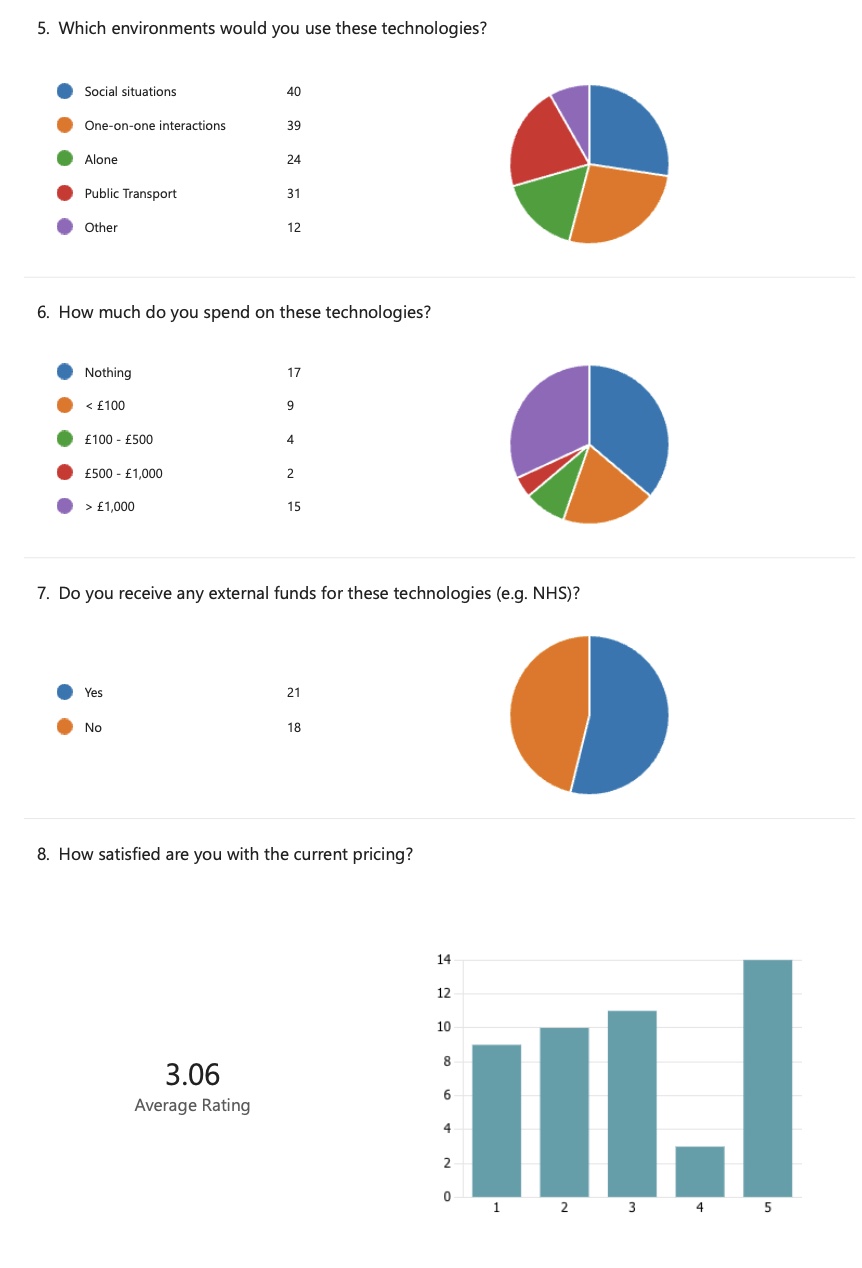 5. Which environments would you use these technologies?
Social situations 40
One-on-one interactions 39
Alone 24
Public Transport 31
Other 12
6. How much do you spend on these technologies?
Nothing 17
< £100 9
£100 - £500 4
£500 - £1,000 2
> £1,000 15
7. Do you receive any external funds for these technologies (e.g. NHS)?
Yes 21
No 18
8. How satisfied are you with the current pricing?
3.06
Average Rating
14
12
10
8
6
4
2
0
1 2 3 4 5